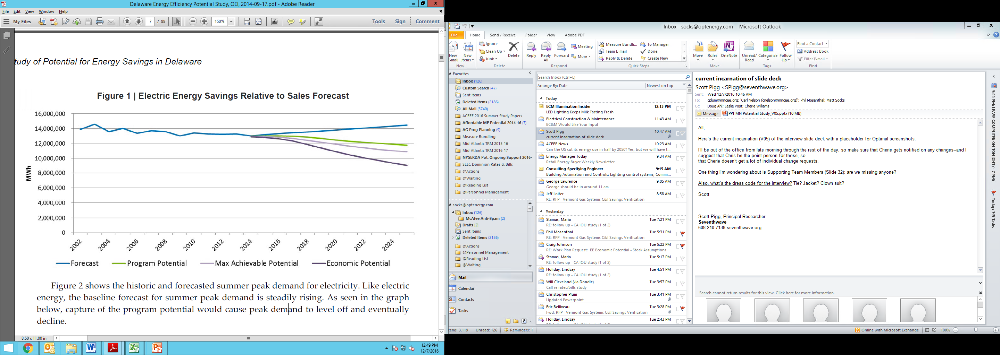 Delaware Energy Efficiency Potential Study, OEI, 2014-09-17.pdf - Adobe Reader
File Edit View Window Help
My Files 7 / 88 150% Tools Sign Comment
tudy of Potential for Energy Savings in Delaware
Figure 1 | Electric Energy Savings Relative to Sales Forecast
16,000,000
14,000,000
12,000,000
10,000,000
8,000,000
6,000,000
4,000,000
2,000,000
0
MWh
2002 2004 2006 2008 2010 2012 2014 2016 2018 2020 2022 2024
Forecast Program Potential Max Achievable Potential Economic Potential
Figure 2 shows the historic and forecasted summer peak demand for electricity. Like electric
energy, the baseline forecast for summer peak demand is steadily rising. As seen in the graph
below, capture of the program potential would cause peak demand to level off and eventually
decline.
8.50 x 11.00 in
12:49 PM
12/7/2016
Inbox - socks@optenergy.com - Microsoft Outlook
File Home Send / Receive Folder View Adobe PDF
New
E-mail
New
Items
New
Ignore
Clean Up
Junk
Delete
Delete
Reply
Reply
All
Forward
Meeting
More
Respond
Measure Bundli...
Team E-mail
Reply & Delete
To Manager
Done
Create New
Quick Steps
Move
Rules
OneNote
Move
Unread/
Read
Categorize
Follow
Up
Tags
Find a Contact
Address Book
Filter E-mail
Find
Favorites
Inbox (126)
Custom Search (47)
Sent Items
Deleted Items (2186)
All Mail (3740)
ACEEE 2016 Summer Study Papers
Affordable MF Potential 2014-16 (7)
AG Prog Planning (9)
Measure Bundling
Mid-Atlantic TRM 2015-16
Mid-Atlantic TRM 2016-17
NYSERDA Pot. Ongoing Support 2016-
SELC Dominion Rates & Bills
@Actions
@Waiting
@Reading List
@Personnel Management
socks@optenergy.com
Inbox (126)
McAfee Anti-Spam (2)
Drafts [2]
Sent Items
Deleted Items (2186)
@Actions
@Personnel Management
@Reading List
@Waiting
Mail
Calendar
Contacts
Tasks
Search Inbox (Ctrl+E)
Arrange By: Date Newest on top
Today
ECM Illumination Insider 12:13 PM
LED Lighting Keeps Milk Tasting Fresh
Electrical Construction & Maintenance 11:43 AM
EC&M Would Like Your Input
Scott Pigg 10:47 AM
current incarnation of slide deck
ACEEE News 10:23 AM
Can the US cut its energy use in half by 2050? Yes, but we will have t...
Energy Manager Today 9:34 AM
Retail Energy Buyer Weekly Newsletter
Consulting-Specifying Engineer 9:15 AM
Building Automation and Controls: Lighting control systems; Commi...
George Lawrence 9:05 AM
George should be in around 11 am
Jeff Loiter 8:58 AM
RE: RFP - Vermont Gas Systems C&I Savings Verification
Yesterday
Stamas, Maria Tue 7:21 PM
RE: follow up - CA IOU study (1 of 2)
Phil Mosenthal Tue 5:31 PM
RE: RFP - Vermont Gas Systems C&I Savings Verification
Craig Johnson Tue 5:22 PM
RE: Work Plan Request: EE Economic Potential - Stock Assumptions
Stamas, Maria Tue 5:17 PM
RE: follow up - CA IOU study (1 of 2)
Holiday, Lindsay Tue 4:51 PM
RE: follow up - CA IOU study (1 of 2)
Will Cleveland (via Doodle) Tue 3:57 PM
Call re rates/bills study
Christopher Plum Tue 3:41 PM
Updated Powerpoint
Eric Belliveau Tue 3:28 PM
Fwd: RFP - Vermont Gas Systems C&I Savings Verification
Holiday, Lindsay Tue 2:43 PM
current incarnation of slide deck
Scott Pigg <SPigg@seventhwave.org>
Sent: Wed 12/7/2016 10:46 AM
To: cplum@mncee.org; 'Carl Nelson (cnelson@mncee.org)'; Phil Mosenthal; Matt Socks
Cc: Doug Ahl; Leslie Post; Cherie Williams
Message PPT MN Potential Study_V05.pptx (10 MB)
All,
Here's the current incarnation (V05) of the interview slide deck with a placeholder for Optimal screenshots.
I'll be out of the office from late morning through the rest of the day, so make sure that Cherie gets notified on any changes--and I
suggest that Chris be the point person for those, so
that Cherie doesn't get a lot of individual change requests.
One thing I'm wondering about is Supporting Team Members (Slide 32): are we missing anyone?
Also, what's the dress code for the interview? Tie? Jacket? Clown suit?
Scott
Scott Pigg, Principal Researcher
Seventhwave
608.210.7138 seventhwave.org
Search cannot return results for this view. Click here for more information.
5:00 PM: LEAVE COMPUTER ON TONIGHT (~7 PM)
Today: 745 Tasks
tems: 3,119 Unread: 126 Reminders: 1
Online with Microsoft Exchange 100%